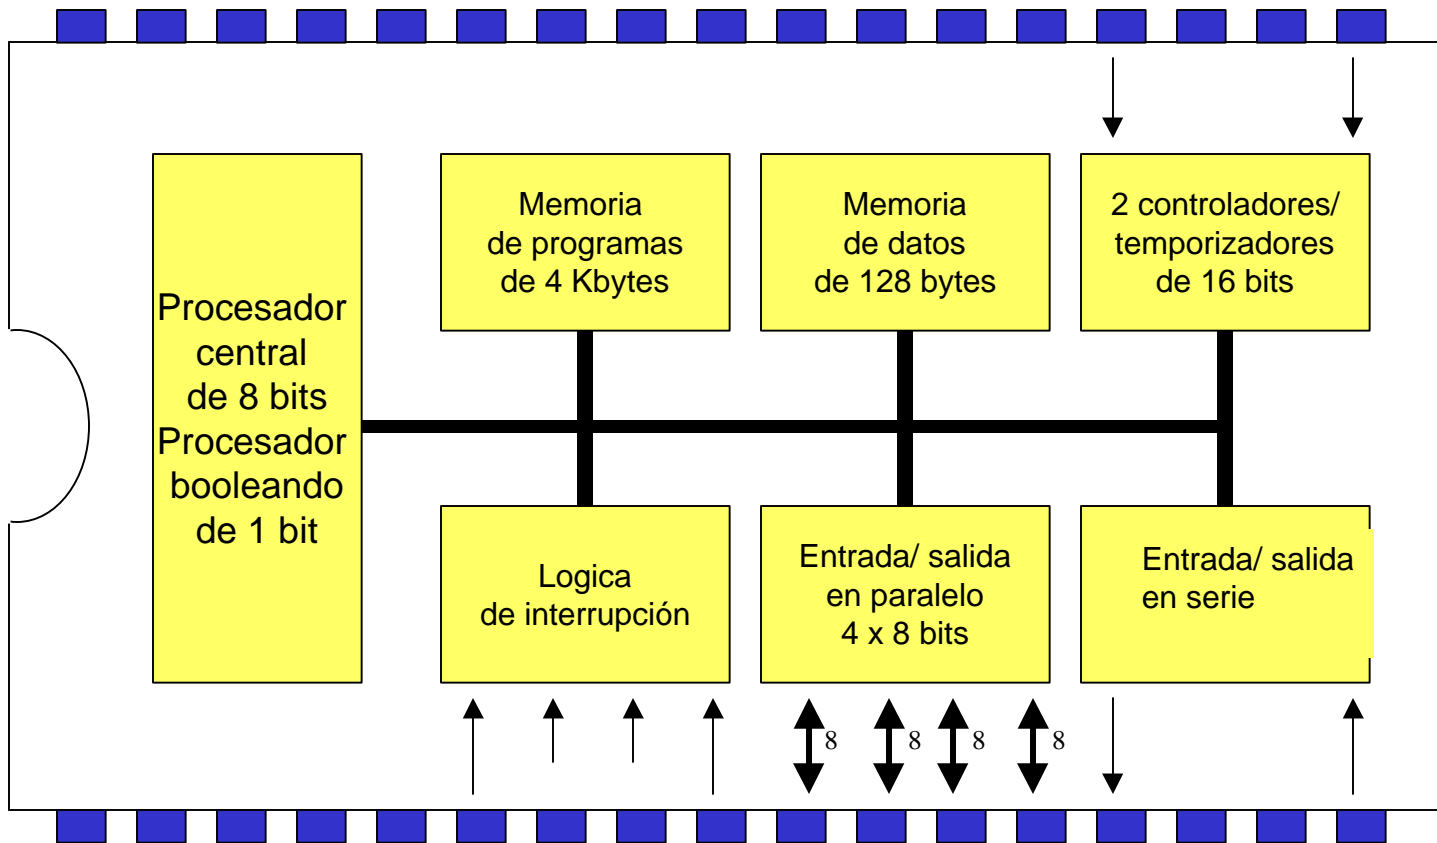 Procesador
central
de 8 bits
Procesador
booleando
de 1 bit
Memoria
de programas
de 4 Kbytes
Memoria
de datos
de 128 bytes
2 controladores/
temporizadores
de 16 bits
Logica
de interrupción
Entrada/ salida
en paralelo
4 x 8 bits
Entrada/ salida
en serie
8 8 8 8